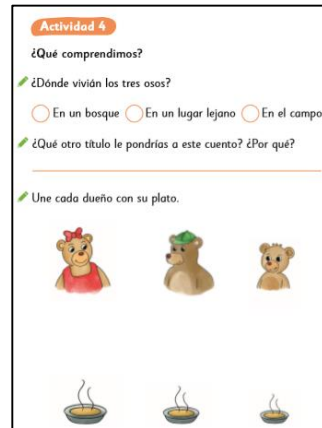 Actividad 4
¿Qué comprendimos?
¿Dónde vivián los tres osos?
En un bosque En un lugar lejano En el campo
¿Qué otro título le pondrías a este cuento? ¿Por qué?
Une cada dueño con su plato.